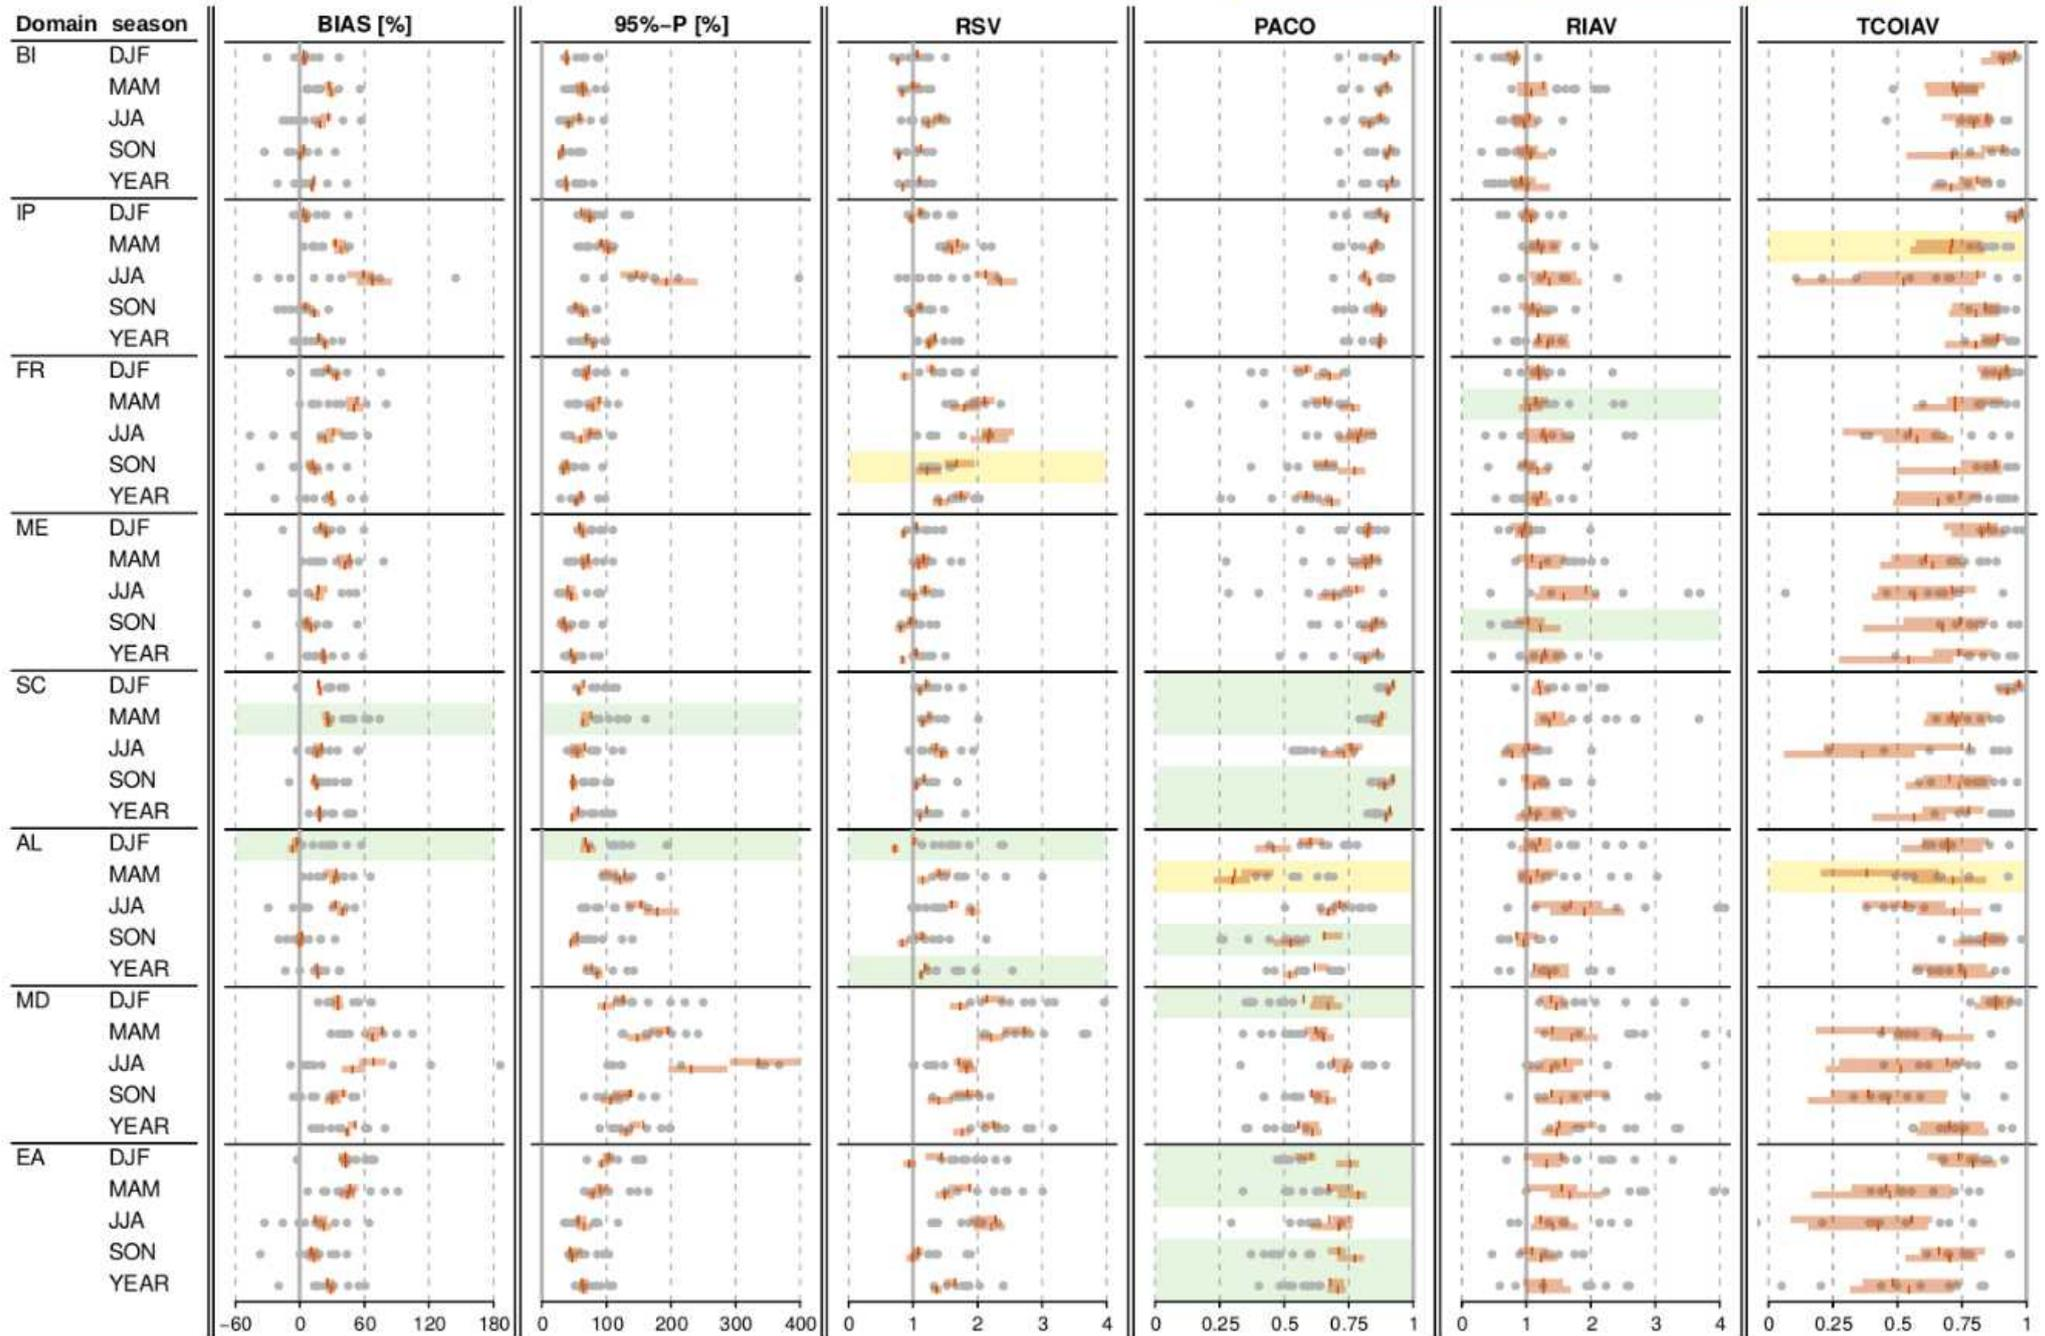 Domain season BIAS [%] 95%−P [%] RSV PACO RIAV TCOIAV
BI DJF
MAM
JJA
SON
YEAR
IP DJF
MAM
JJA
SON
YEAR
FR DJF
MAM
JJA
SON
YEAR
ME DJF
MAM
JJA
SON
YEAR
SC DJF
MAM
JJA
SON
YEAR
AL DJF
MAM
JJA
SON
YEAR
MD DJF
MAM
JJA
SON
YEAR
EA DJF
MAM
JJA
SON
YEAR
−60 0 60 120 180 0 100 200 300 400 0 1 2 3 4 0 0.25 0.5 0.75 1 0 1 2 3 4 0 0.25 0.5 0.75 1